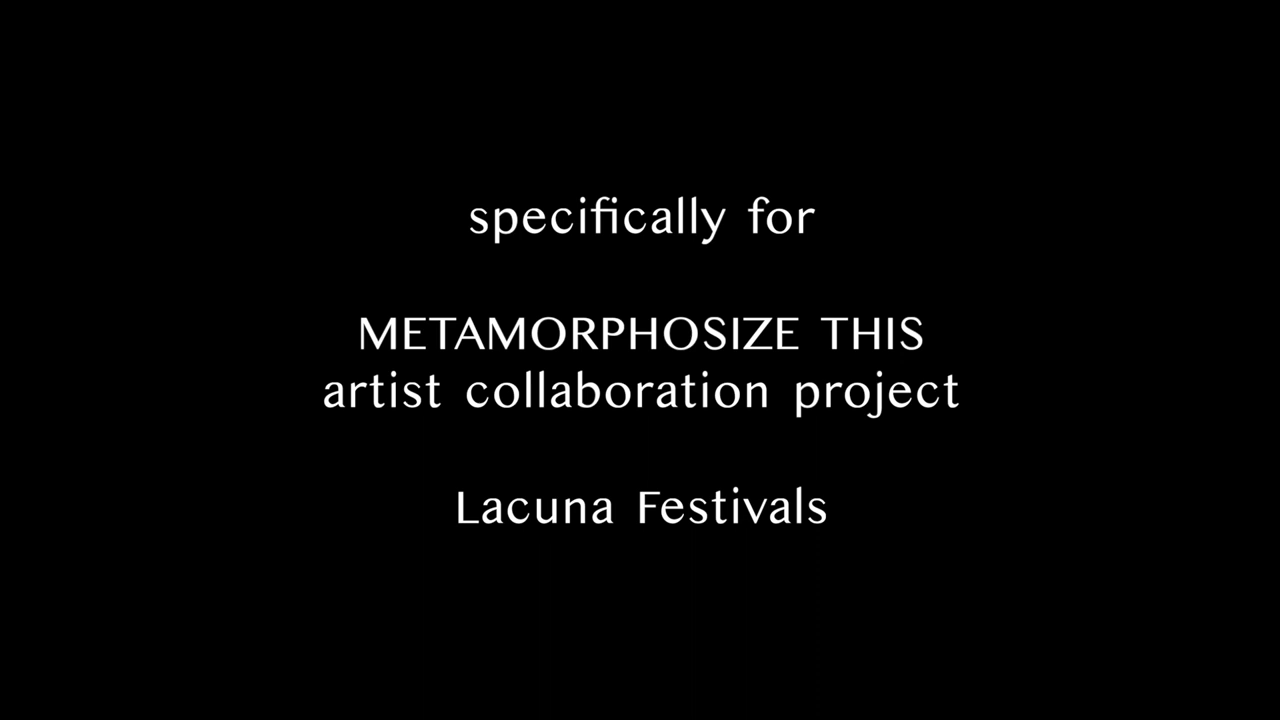 specifically for
METAMORPHOSIZE THIS
artist collaboration project
Lacuna Festivals